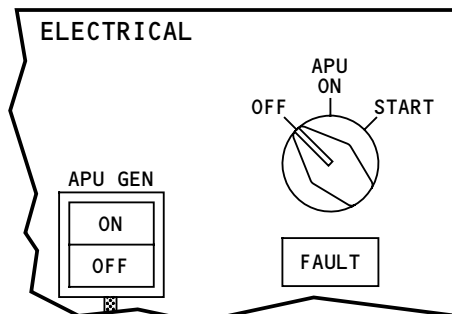 ELECTRICAL
APU
ON
OFF
START
APU GEN
ON
OFF
FAULT